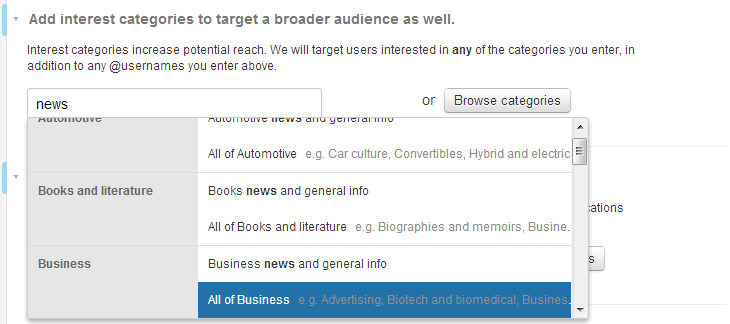 Add interest categories to target a broader audience as well.
Interest categories increase potential reach. We will target users interested in any of the categories you enter, in
addition to any @usernames you enter above.
news
or Browse categories
Automotive Automotive news and general info
All of Automotive e.g. Car culture, Convertibles, Hybrid and electric
Books and literature Books news and general info
cations
All of Books and literature e.g. Biographies and memoirs, Busine..
Business Business news and general info
s
All of Business e.g. Advertising, Biotech and biomedical, Busines..